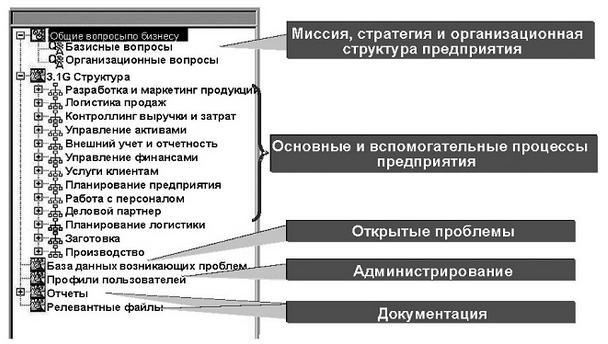 Общие вопросыпо бизнесу
Базисные вопросы
Организационные вопросы
3.1G Структура
Разработка и маркетинг продукции
Логистика продаж
Контроллинг выручки и затрат
Управление активами
Внешний учет и отчетность
Управление финансами
Услуги клиентам
Планирование предприятия
Работа с персоналом
Деловой партнер
Планирование логистики
Заготовка
Производство
База данных возникающих проблем
Профили пользователей
Отчеты
Релевантные файлы
Миссия, стратегия и организационная
структура предприятия
Основные и вспомогательные процессы
предприятия
Открытые проблемы
Администрирование
Документация